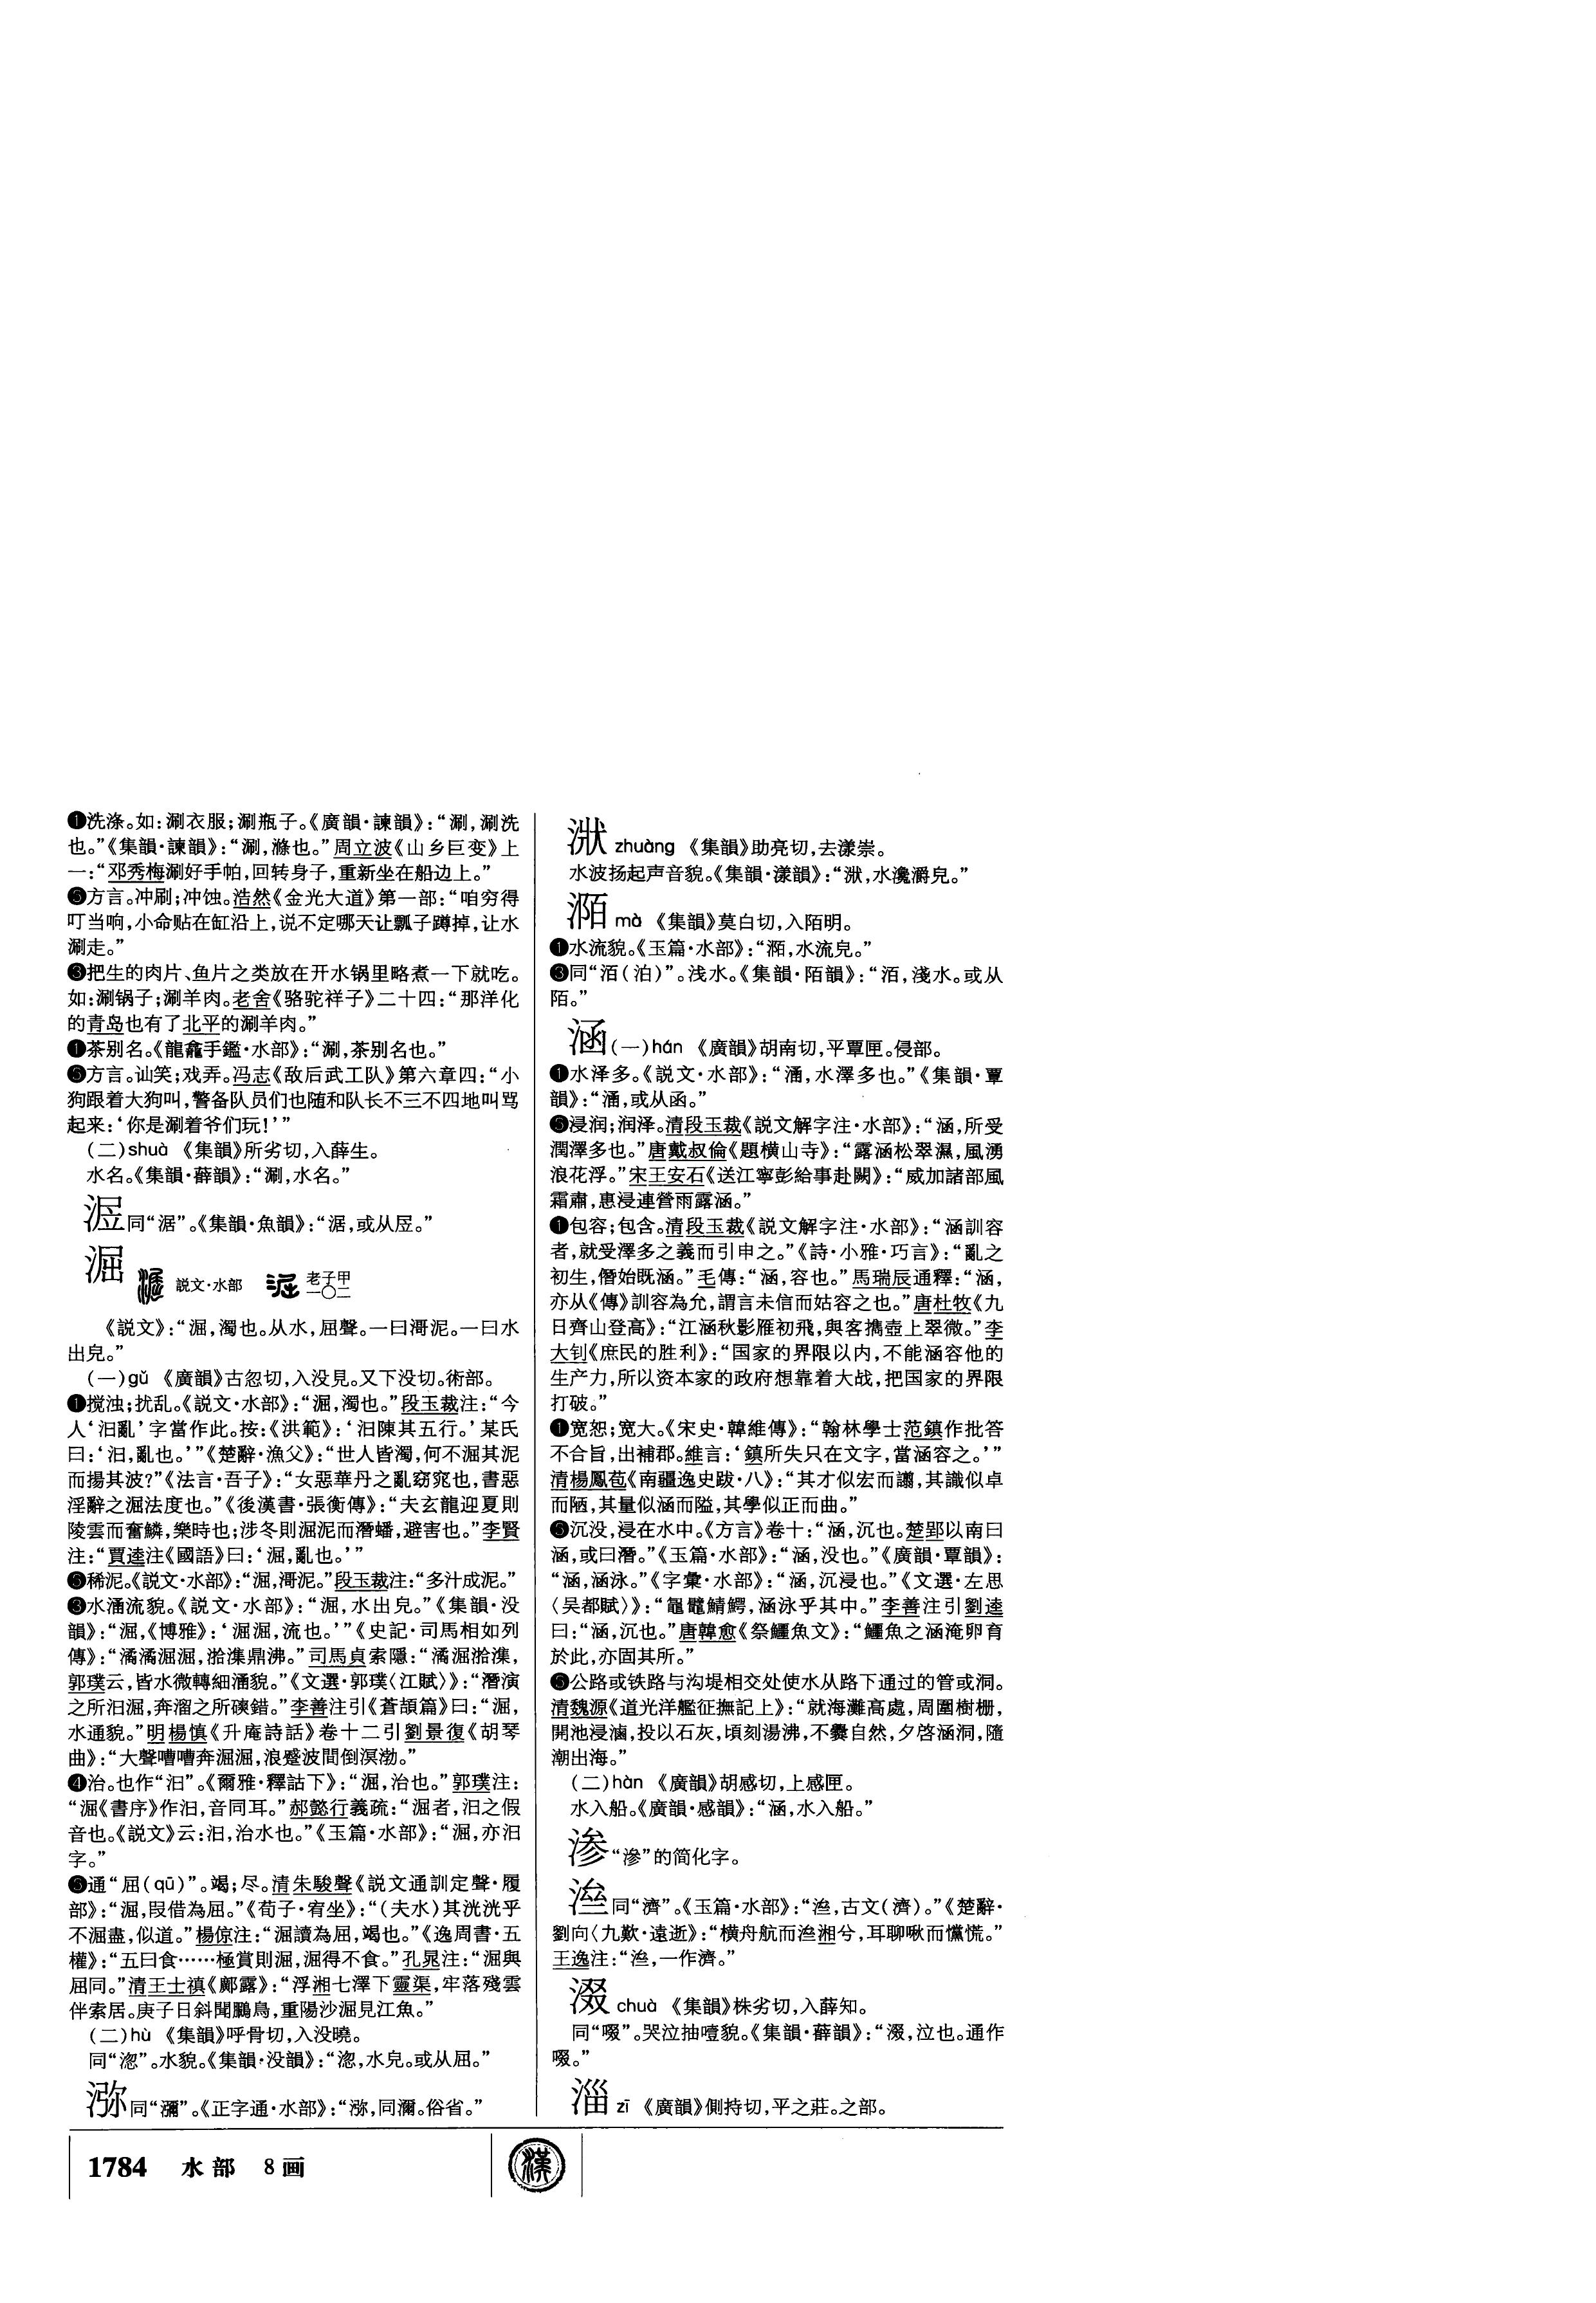 ❶洗涤。如：涮衣服；涮瓶子。《廣韻·諫韻》：“涮，涮洗
也。”《集韻·諫韻》：“涮，滌也。”周立波《山乡巨变》上
一：“邓秀梅涮好手帕，回转身子，重新坐在船边上。”
方言。冲刷；冲蚀。浩然《金光大道》第一部：“咱穷得
叮当响，小命贴在缸沿上，说不定哪天让瓢子蹲掉，让水
涮走。”
❸把生的肉片、鱼片之类放在开水锅里略煮一下就吃。
如：涮锅子；涮羊肉。老舍《骆驼祥子》二十四：“那洋化
的青岛也有了北平的涮羊肉。”
❶茶别名。《龍龕手鑑·水部》：“涮，茶别名也。”
方言。讪笑；戏弄。冯志《敌后武工队》第六章四：“小
狗跟着大狗叫，警备队员们也随和队长不三不四地叫骂
起来：‘你是涮着爷们玩！’”
（二）shuà 《集韻》所劣切，入薛生。
水名。《集韻·薛韻》：“涮，水名。”
同“涺”。《集韻·魚韻》：“涺，或从㞐。”
淈 説文·水部 老子甲一〇二
《説文》：“淈，濁也。从水，屈聲。一曰滒泥。一曰水
出皃。”
（一）gǔ 《廣韻》古忽切，入没見。又下没切。術部。
❶搅浊；扰乱。《説文·水部》：“淈，濁也。”段玉裁注：“今
人‘汩亂’字當作此。按：《洪範》：‘汩陳其五行。’某氏
曰：‘汩，亂也。’”《楚辭·漁父》：“世人皆濁，何不淈其泥
而揚其波？”《法言·吾子》：“女惡華丹之亂窈窕也，書惡
淫辭之淈法度也。”《後漢書·張衡傳》：“夫玄龍迎夏則
陵雲而奮鱗，樂時也；涉冬則淈泥而潛蟠，避害也。”李賢
注：“賈逵注《國語》曰：‘淈，亂也。’”
稀泥。《説文·水部》：“淈，滒泥。”段玉裁注：“多汁成泥。”
❸水涌流貌。《説文·水部》：“淈，水出皃。”《集韻·没
韻》：“淈，《博雅》：‘淈淈，流也。’”《史記·司馬相如列
傳》：“潏潏淈淈，湁潗鼎沸。”司馬貞索隱：“潏淈湁潗，
郭璞云，皆水微轉細涌貌。”《文選·郭璞〈江賦〉》：“潛演
之所汩淈，奔溜之所磢錯。”李善注引《蒼頡篇》曰：“淈，
水通貌。”明楊慎《升庵詩話》卷十二引劉景復《胡琴
曲》：“大聲嘈嘈奔淈淈，浪蹙波間倒溟渤。”
❹治。也作“汩”。《爾雅·釋詁下》：“淈，治也。”郭璞注：
“淈《書序》作汩，音同耳。”郝懿行義疏：“淈者，汩之假
音也。《説文》云：汩，治水也。”《玉篇·水部》：“淈，亦汩
字。”
通“屈（qū）”。竭；尽。清朱駿聲《説文通訓定聲·履
部》：“淈，叚借為屈。”《荀子·宥坐》：“（夫水）其洸洸乎
不淈盡，似道。”楊倞注：“淈讀為屈，竭也。”《逸周書·五
權》：“五曰食……極賞則淈，淈得不食。”孔晁注：“淈與
屈同。”清王士禛《鄺露》：“浮湘七澤下靈渠，牢落殘雲
伴索居。庚子日斜聞鵩鳥，重陽沙淈見江魚。”
（二）hù 《集韻》呼骨切，入没曉。
同“淴”。水貌。《集韻·没韻》：“淴，水皃。或从屈。”
㳽同“瀰”。《正字通·水部》：“㳽，同瀰。俗省。”
zhuàng 《集韻》助亮切，去漾崇。
水波扬起声音貌。《集韻·漾韻》：“，水瀺灂皃。”
mà 《集韻》莫白切，入陌明。
❶水流貌。《玉篇·水部》：“，水流皃。”
❸同“洦（泊）”。浅水。《集韻·陌韻》：“洦，淺水。或从
陌。”
涵（一）hán 《廣韻》胡南切，平覃匣。侵部。
❶水泽多。《説文·水部》：“，水澤多也。”《集韻·覃
韻》：“，或从函。”
浸润；润泽。清段玉裁《説文解字注·水部》：“涵，所受
潤澤多也。”唐戴叔倫《題横山寺》：“露涵松翠濕，風湧
浪花浮。”宋王安石《送江寧彭給事赴闕》：“威加諸部風
霜肅，惠浸連營雨露涵。”
❶包容；包含。清段玉裁《説文解字注·水部》：“涵訓容
者，就受澤多之義而引申之。”《詩·小雅·巧言》：“亂之
初生，僭始既涵。”毛傳：“涵，容也。”馬瑞辰通釋：“涵，
亦从《傳》訓容為允，謂言未信而姑容之也。”唐杜牧《九
日齊山登高》：“江涵秋影雁初飛，與客擕壺上翠微。”李
大钊《庶民的胜利》：“国家的界限以内，不能涵容他的
生产力，所以资本家的政府想靠着大战，把国家的界限
打破。”
❶宽恕；宽大。《宋史·韓維傳》：“翰林學士范鎮作批答
不合旨，出補郡。維言：‘鎮所失只在文字，當涵容之。’”
清楊鳳苞《南疆逸史跋·八》：“其才似宏而譾，其識似卓
而陋，其量似涵而隘，其學似正而曲。”
沉没，浸在水中。《方言》卷十：“涵，沉也。楚郢以南曰
涵，或曰潛。”《玉篇·水部》：“涵，没也。”《廣韻·覃韻》：
“涵，涵泳。”《字彙·水部》：“涵，沉浸也。”《文選·左思
〈吴都賦〉》：“黿鼉鯖鰐，涵泳乎其中。”李善注引劉逵
曰：“涵，沉也。”唐韓愈《祭鱷魚文》：“鱷魚之涵淹卵育
於此，亦固其所。”
公路或铁路与沟堤相交处使水从路下通过的管或洞。
清魏源《道光洋艦征撫記上》：“就海灘高處，周圍樹栅，
開池浸滷，投以石灰，頃刻湯沸，不爨自然，夕啓涵洞，隨
潮出海。”
（二）hàn 《廣韻》胡感切，上感匣。
水入船。《廣韻·感韻》：“涵，水入船。”
渗“滲”的简化字。
同“濟”。《玉篇·水部》：“，古文（濟）。”《楚辭·
劉向〈九歎·遠逝〉》：“横舟航而湘兮，耳聊啾而戃慌。”
王逸注：“，一作濟。”
涰 chuò 《集韻》株劣切，入薛知。
同“啜”。哭泣抽噎貌。《集韻·薛韻》：“涰，泣也。通作
啜。”
淄 zī 《廣韻》側持切，平之莊。之部。
1784 水部 8画
漢